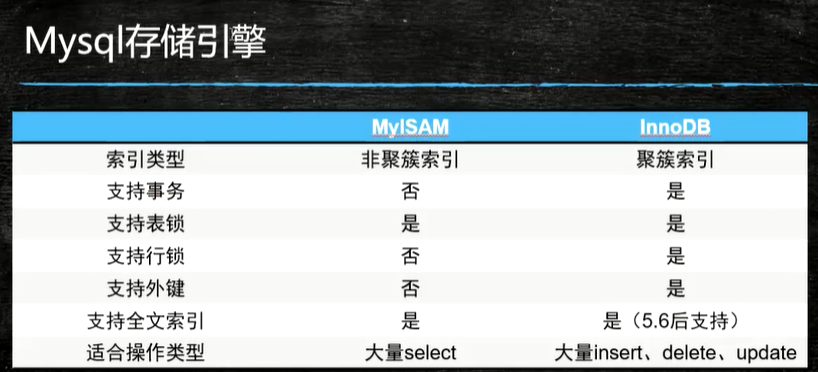 Mysql存储引擎
MyISAM InnoDB
索引类型 非聚簇索引 聚簇索引
支持事务 否 是
支持表锁 是 是
支持行锁 否 是
支持外键 否 是
支持全文索引 是 是（5.6后支持）
适合操作类型 大量select 大量insert、delete、update